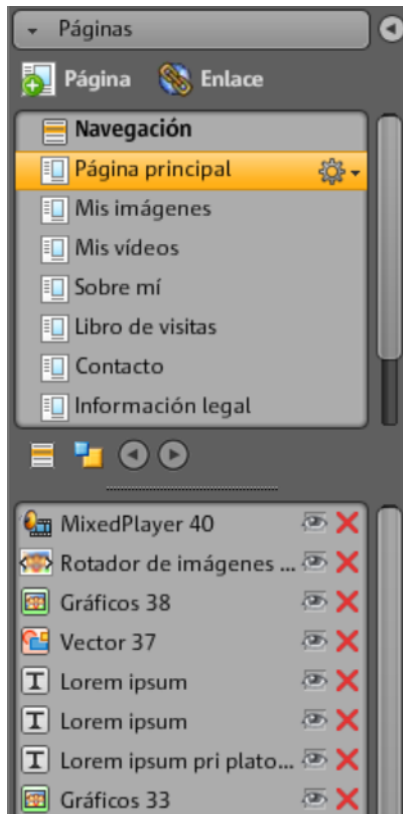 Páginas
Página Enlace
Navegación
Página principal
Mis imágenes
Mis vídeos
Sobre mí
Libro de visitas
Contacto
Información legal
MixedPlayer 40
Rotador de imágenes ...
Gráficos 38
Vector 37
Lorem ipsum
Lorem ipsum
Lorem ipsum pri plato...
Gráficos 33